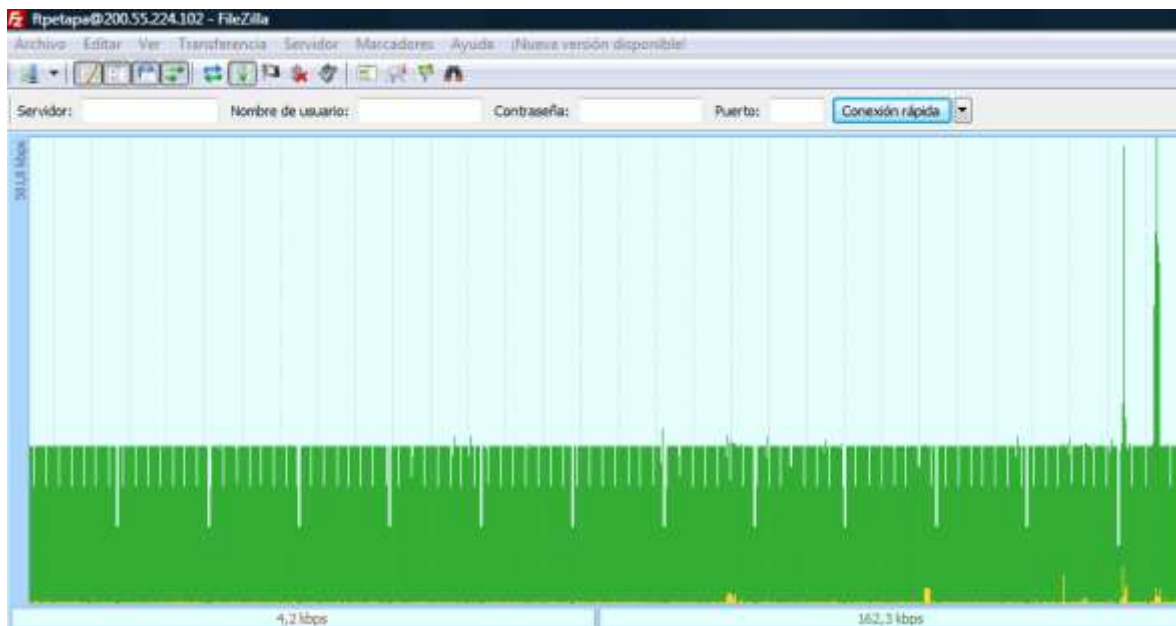 ftpetapa@200.55.224.102 - FileZilla
Archivo Editar Ver Transferencia Servidor Marcadores Ayuda ¡Nueva versión disponible!
Servidor: Nombre de usuario: Contraseña: Puerto: Conexión rápida
kbps
4,2 kbps 162,3 kbps